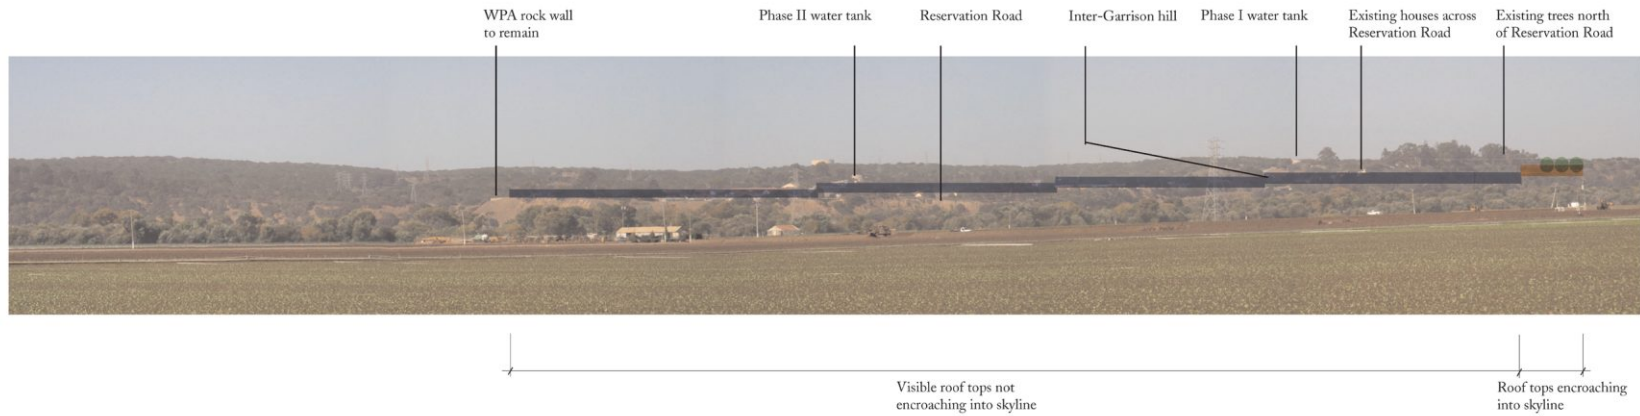 WPA rock wall
to remain
Phase II water tank
Reservation Road
Inter-Garrison hill
Phase I water tank
Existing houses across
Reservation Road
Existing trees north
of Reservation Road
Visible roof tops not
encroaching into skyline
Roof tops encroaching
into skyline